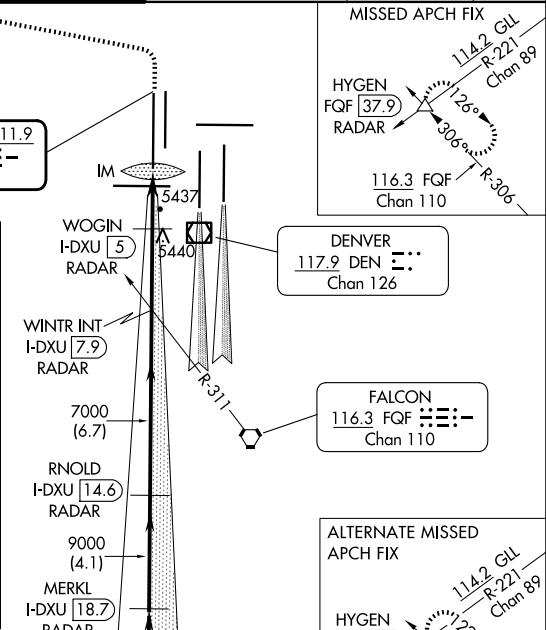 MISSED APCH FIX
114.2 GLL
R-221
Chan 89
HYGEN
FQF 37.9
RADAR
126°
306°
116.3 FQF
Chan 110
R-306
11.9
IM
5437
WOGIN
I-DXU 5
RADAR
5440
DENVER
117.9 DEN
Chan 126
WINTR INT
I-DXU 7.9
RADAR
R-311
FALCON
116.3 FQF
Chan 110
7000
(6.7)
RNOLD
I-DXU 14.6
RADAR
9000
(4.1)
MERKL
I-DXU 18.7
RADAR
ALTERNATE MISSED
APCH FIX
114.2 GLL
R-221
Chan 89
HYGEN